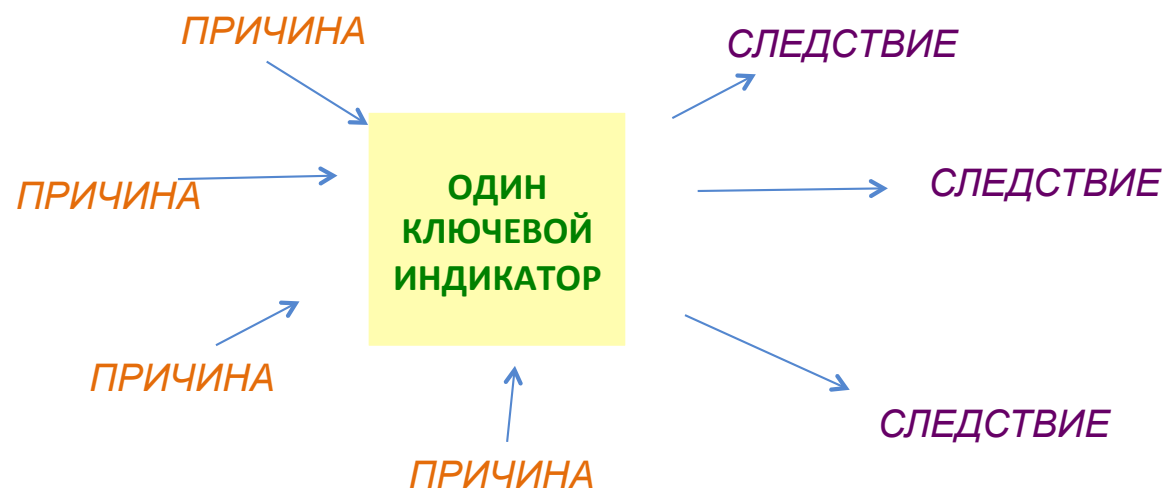 ПРИЧИНА
СЛЕДСТВИЕ
ПРИЧИНА
ОДИН
КЛЮЧЕВОЙ
ИНДИКАТОР
СЛЕДСТВИЕ
ПРИЧИНА
СЛЕДСТВИЕ
ПРИЧИНА